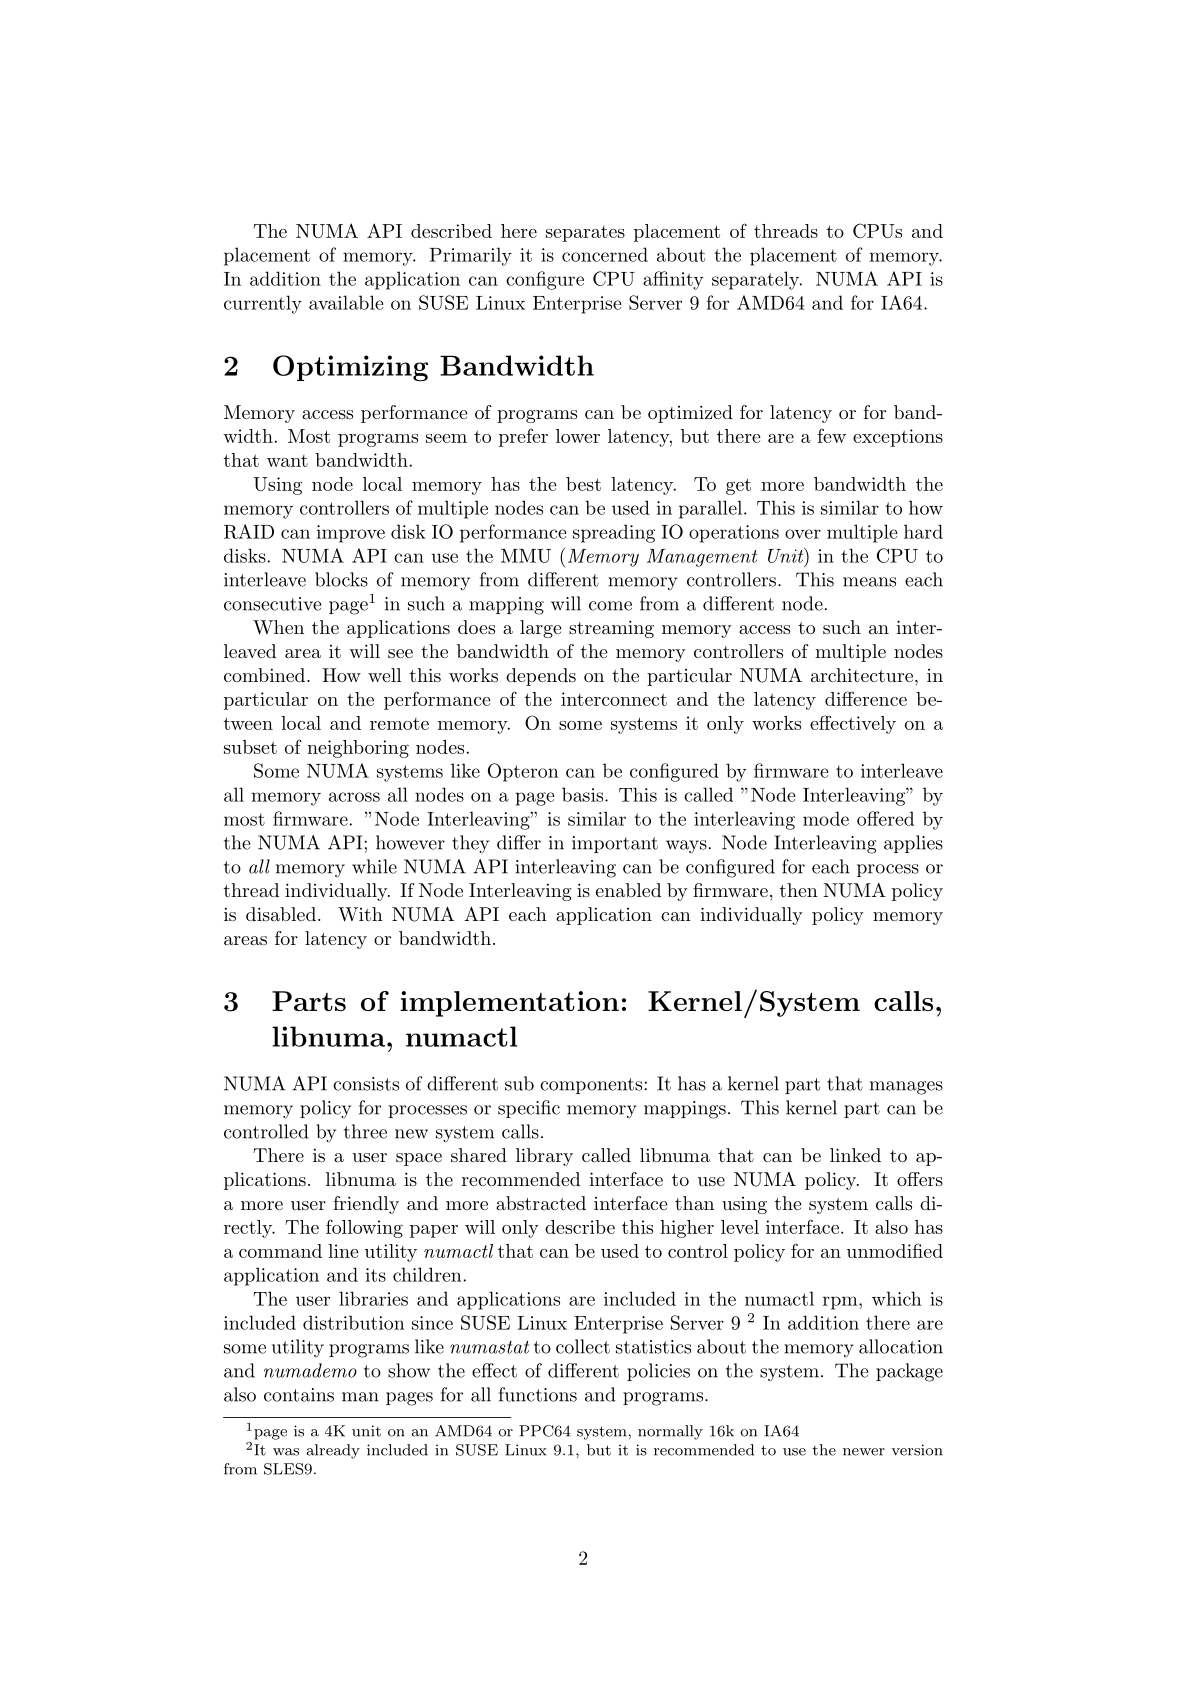 The NUMA API described here separates placement of threads to CPUs and
placement of memory. Primarily it is concerned about the placement of memory.
In addition the application can configure CPU affinity separately. NUMA API is
currently available on SUSE Linux Enterprise Server 9 for AMD64 and for IA64.
2 Optimizing Bandwidth
Memory access performance of programs can be optimized for latency or for band-
width. Most programs seem to prefer lower latency, but there are a few exceptions
that want bandwidth.
Using node local memory has the best latency. To get more bandwidth the
memory controllers of multiple nodes can be used in parallel. This is similar to how
RAID can improve disk IO performance spreading IO operations over multiple hard
disks. NUMA API can use the MMU (Memory Management Unit) in the CPU to
interleave blocks of memory from different memory controllers. This means each
consecutive page1 in such a mapping will come from a different node.
When the applications does a large streaming memory access to such an inter-
leaved area it will see the bandwidth of the memory controllers of multiple nodes
combined. How well this works depends on the particular NUMA architecture, in
particular on the performance of the interconnect and the latency difference be-
tween local and remote memory. On some systems it only works effectively on a
subset of neighboring nodes.
Some NUMA systems like Opteron can be configured by firmware to interleave
all memory across all nodes on a page basis. This is called ”Node Interleaving” by
most firmware. ”Node Interleaving” is similar to the interleaving mode offered by
the NUMA API; however they differ in important ways. Node Interleaving applies
to all memory while NUMA API interleaving can be configured for each process or
thread individually. If Node Interleaving is enabled by firmware, then NUMA policy
is disabled. With NUMA API each application can individually policy memory
areas for latency or bandwidth.
3 Parts of implementation: Kernel/System calls,
libnuma, numactl
NUMA API consists of different sub components: It has a kernel part that manages
memory policy for processes or specific memory mappings. This kernel part can be
controlled by three new system calls.
There is a user space shared library called libnuma that can be linked to ap-
plications. libnuma is the recommended interface to use NUMA policy. It offers
a more user friendly and more abstracted interface than using the system calls di-
rectly. The following paper will only describe this higher level interface. It also has
a command line utility numactl that can be used to control policy for an unmodified
application and its children.
The user libraries and applications are included in the numactl rpm, which is
included distribution since SUSE Linux Enterprise Server 9 2 In addition there are
some utility programs like numastat to collect statistics about the memory allocation
and numademo to show the effect of different policies on the system. The package
also contains man pages for all functions and programs.
1page is a 4K unit on an AMD64 or PPC64 system, normally 16k on IA64
2It was already included in SUSE Linux 9.1, but it is recommended to use the newer version
from SLES9.
2